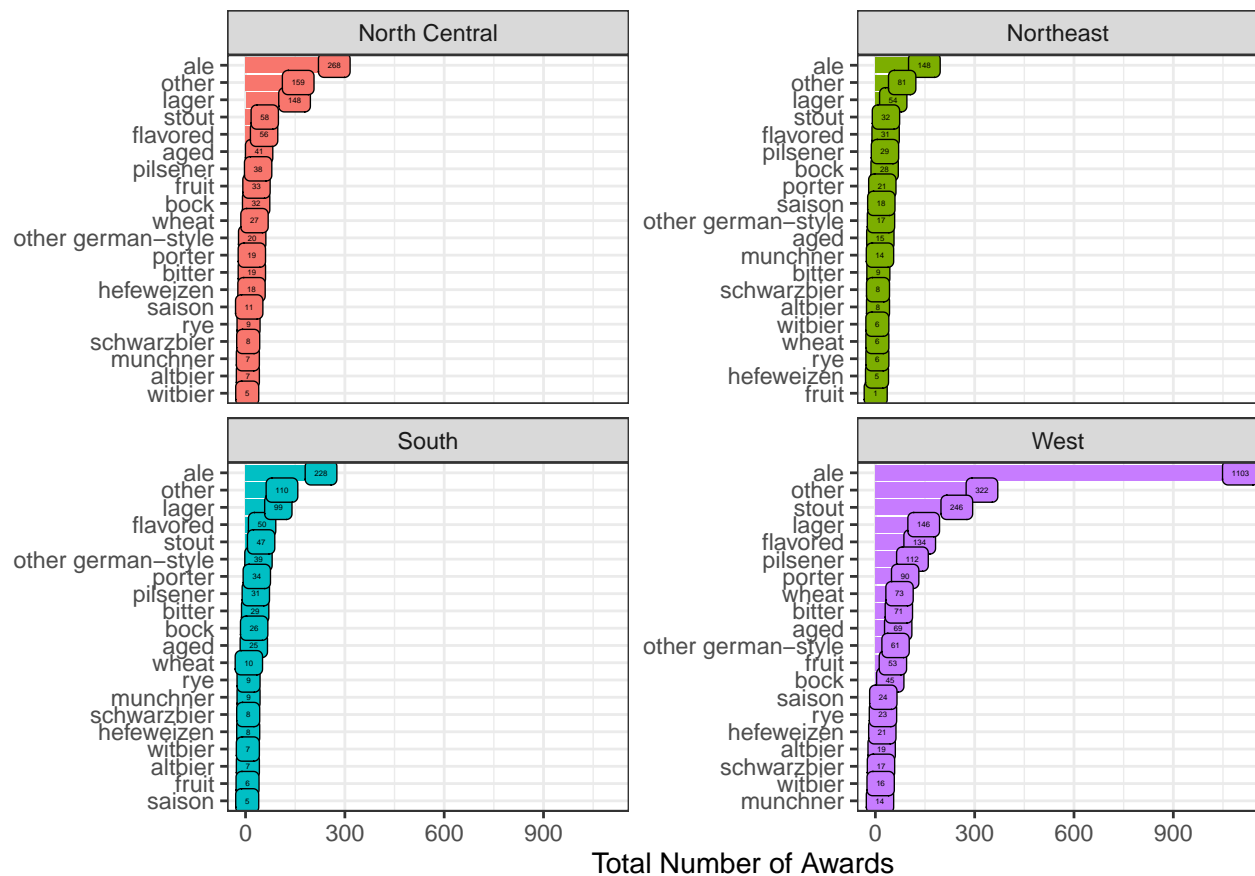 North Central
ale 268
other 159
lager 148
stout 58
flavored 56
aged 41
pilsener 38
fruit 33
bock 32
wheat 27
other german−style 20
porter 19
bitter 19
hefeweizen 18
saison 11
rye 9
schwarzbier 8
munchner 7
altbier 7
witbier 5
Northeast
ale 148
other 81
lager 54
stout 32
flavored 31
pilsener 29
bock 28
porter 21
saison 18
other german−style 17
aged 15
munchner 14
bitter 9
schwarzbier 8
altbier 8
witbier 6
wheat 6
rye 6
hefeweizen 5
fruit 1
South
ale 228
other 110
lager 99
flavored 50
stout 47
other german−style 39
porter 34
pilsener 31
bitter 29
bock 26
aged 25
wheat 10
rye 9
munchner 9
schwarzbier 8
hefeweizen 8
witbier 7
altbier 7
fruit 6
saison 5
0 300 600 900
West
ale 1103
other 322
stout 246
lager 146
flavored 134
pilsener 112
porter 90
wheat 73
bitter 71
aged 69
other german−style 61
fruit 53
bock 45
saison 24
rye 23
hefeweizen 21
altbier 19
schwarzbier 17
witbier 16
munchner 14
0 300 600 900
Total Number of Awards